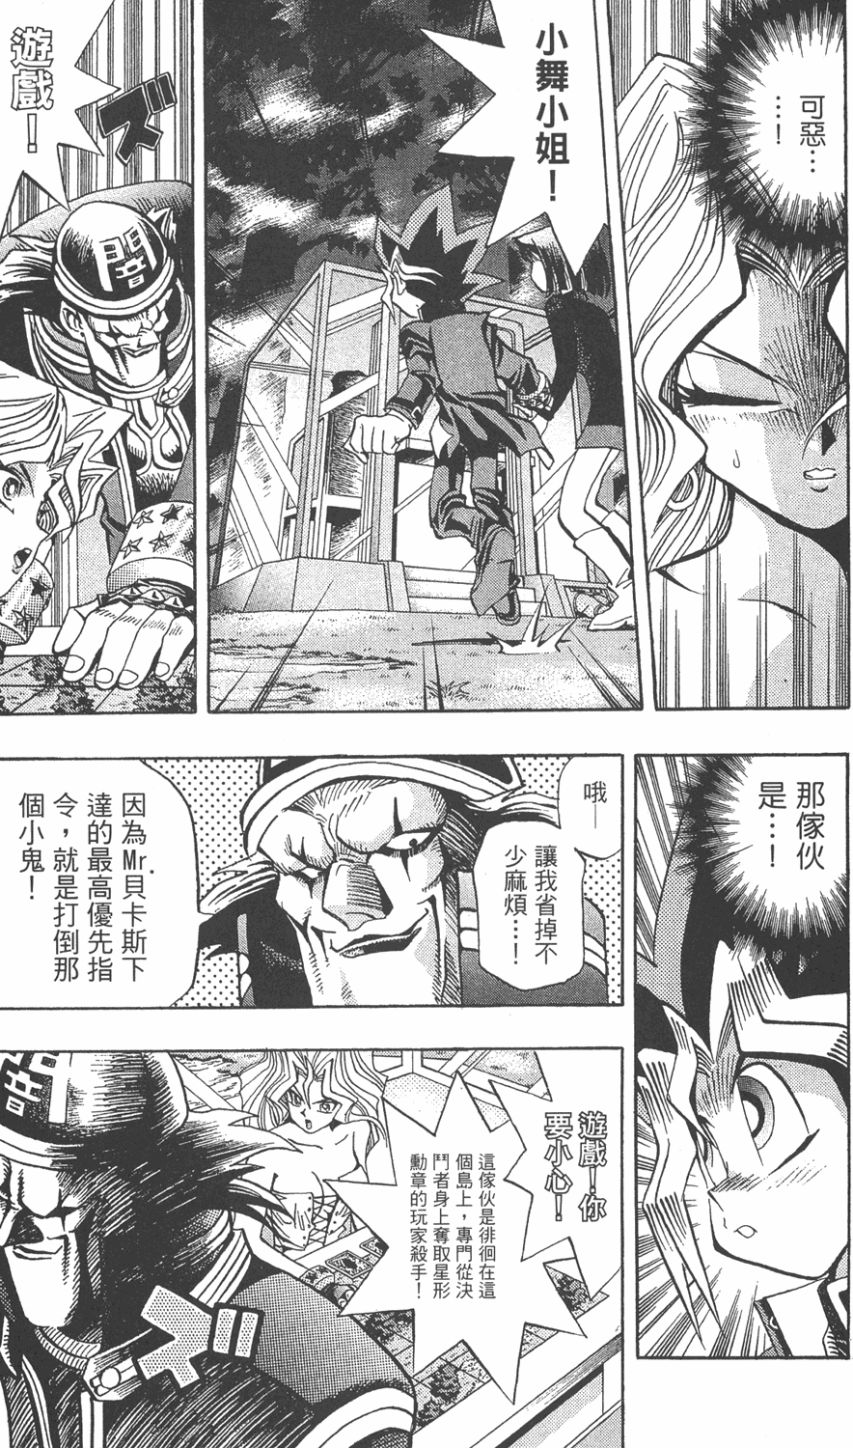 可惡…
…！
小舞小姐！
遊戲！
ズ
闇
那傢伙
是…！
哦—
讓我省掉不
少麻煩…！
因為Mr.貝卡斯下
達的最高優先指
令，就是打倒那
個小鬼！
遊戲！你
要小心！
這傢伙是徘徊在這
個島上，專門從決
鬥者身上奪取星形
勳章的玩家殺手！
ズ